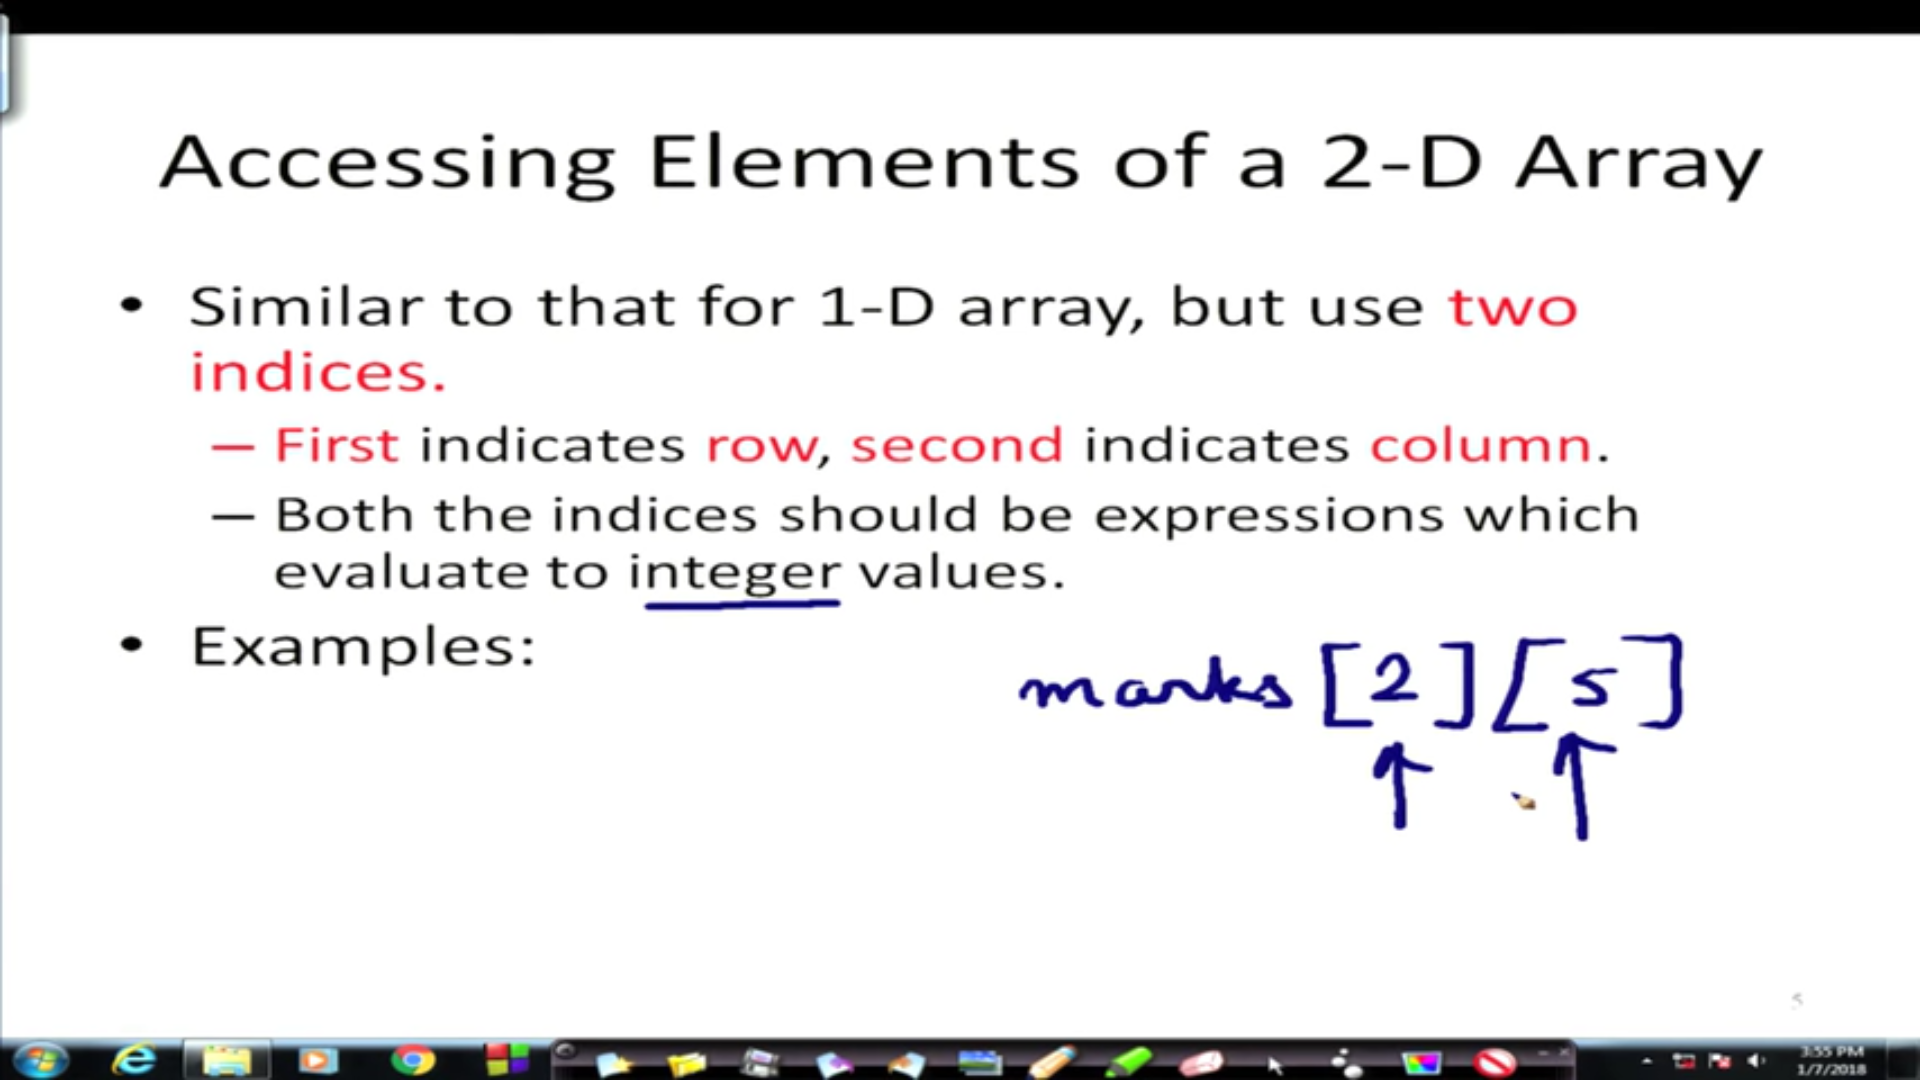 Accessing Elements of a 2-D Array
• Similar to that for 1-D array, but use two
indices.
– First indicates row, second indicates column.
– Both the indices should be expressions which
evaluate to integer values.
• Examples:
marks [2] [5]
5
3:55 PM
1/7/2018